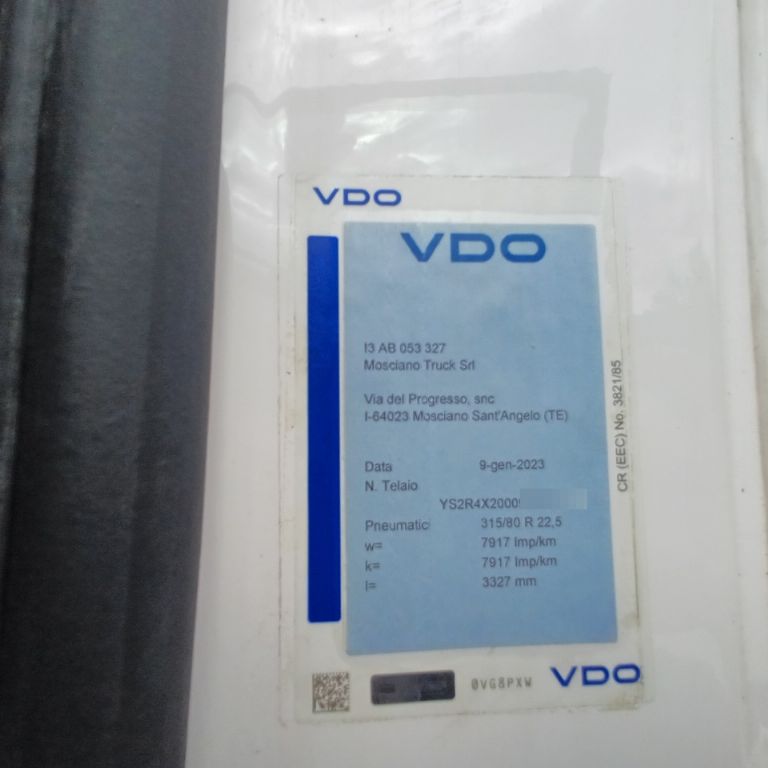 VDO
VDO
I3 AB 053 327
Mosciano Truck Srl
Via del Progresso, snc
I-64023 Mosciano Sant'Angelo (TE)
Data 9-gen-2023
N. Telaio
YS2R4X2000
Pneumatici 315/80 R 22,5
w= 7917 Imp/km
k= 7917 Imp/km
l= 3327 mm
CR (EEC) No. 3821/85
0VG8PXW
VDO